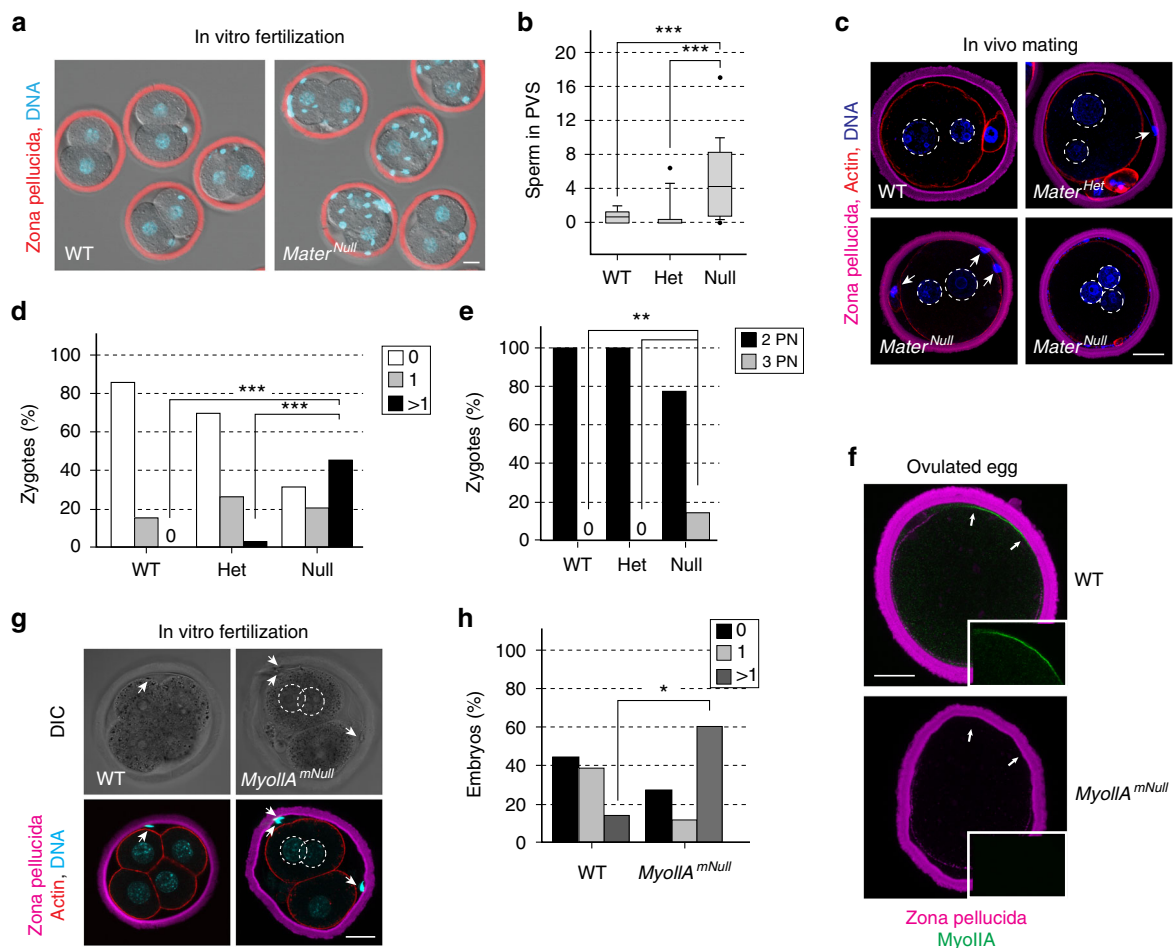 a
In vitro fertilization
Zona pellucida, DNA
WT
Mater^Null
b
Sperm in PVS
20
16
12
8
4
0
***
***
WT Het Null
c
In vivo mating
Zona pellucida, Actin, DNA
WT
Mater^Het
Mater^Null
Mater^Null
d
Zygotes (%)
100
80
60
40
20
0
0
1
>1
***
***
0
WT Het Null
e
Zygotes (%)
100
80
60
40
20
0
**
2 PN
3 PN
0 0
WT Het Null
f
Ovulated egg
WT
MyoIIA^mNull
Zona pellucida
MyoIIA
g
In vitro fertilization
DIC
WT
MyoIIA^mNull
Zona pellucida
Actin, DNA
h
Embryos (%)
100
80
60
40
20
0
0
1
>1
*
WT MyoIIA^mNull